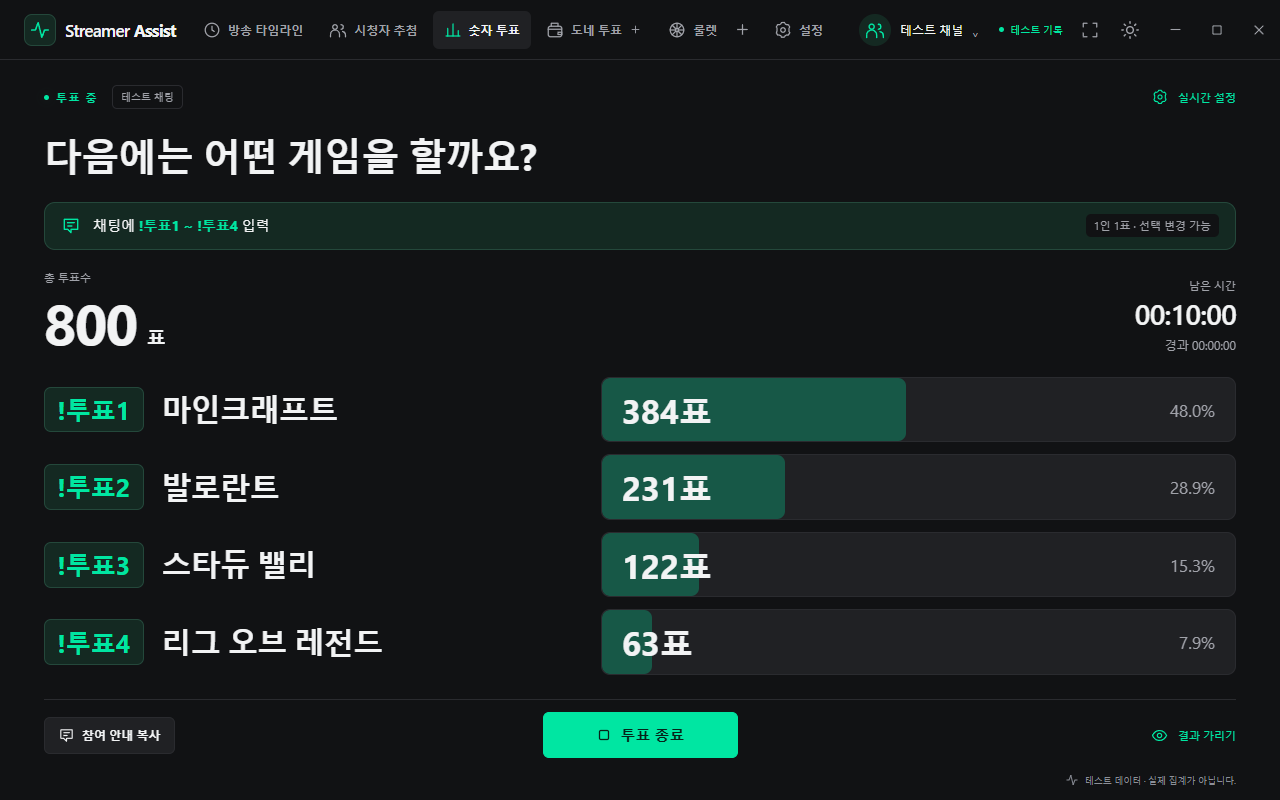 Streamer Assist 방송 타임라인 시청자 추첨 숫자 투표 도네 투표 + 룰렛 + 설정 테스트 채널 테스트 기록
투표 중 테스트 채팅 실시간 설정
다음에는 어떤 게임을 할까요?
채팅에 !투표1 ~ !투표4 입력 1인 1표 · 선택 변경 가능
총 투표수
800 표
남은 시간
00:10:00
경과 00:00:00
!투표1 마인크래프트 384표 48.0%
!투표2 발로란트 231표 28.9%
!투표3 스타듀 밸리 122표 15.3%
!투표4 리그 오브 레전드 63표 7.9%
참여 안내 복사 투표 종료 결과 가리기
테스트 데이터 · 실제 집계가 아닙니다.